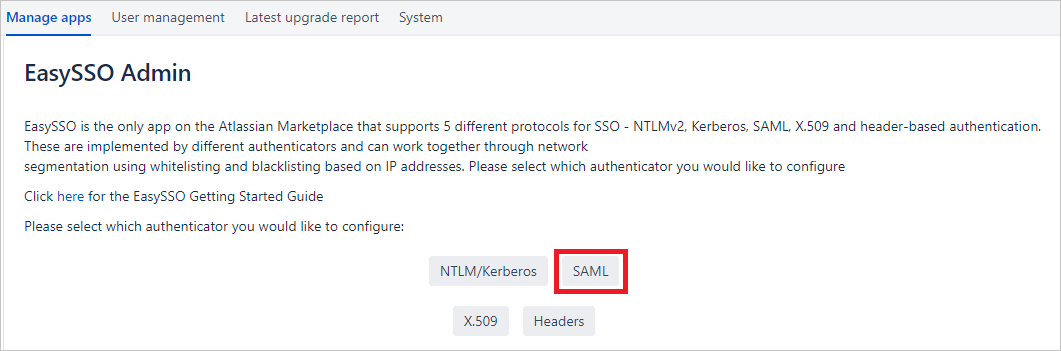 Manage apps User management Latest upgrade report System
EasySSO Admin
EasySSO is the only app on the Atlassian Marketplace that supports 5 different protocols for SSO - NTLMv2, Kerberos, SAML, X.509 and header-based authentication.
These are implemented by different authenticators and can work together through network
segmentation using whitelisting and blacklisting based on IP addresses. Please select which authenticator you would like to configure
Click here for the EasySSO Getting Started Guide
Please select which authenticator you would like to configure:
NTLM/Kerberos SAML
X.509 Headers